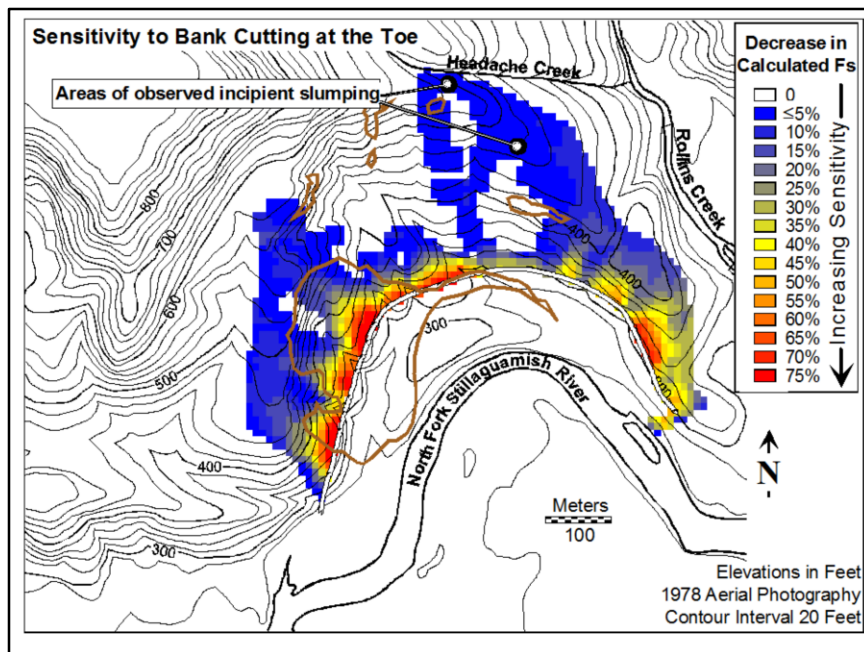 Sensitivity to Bank Cutting at the Toe
Headache Creek
Areas of observed incipient slumping
Rollins Creek
800
700
600
500
400
300
400
400
300
North Fork Stillaguamish River
Decrease in
Calculated Fs
0
≤5%
10%
15%
20%
25%
30%
35%
40%
45%
50%
55%
60%
65%
70%
75%
Increasing Sensitivity
N
Meters
100
Elevations in Feet
1978 Aerial Photography
Contour Interval 20 Feet